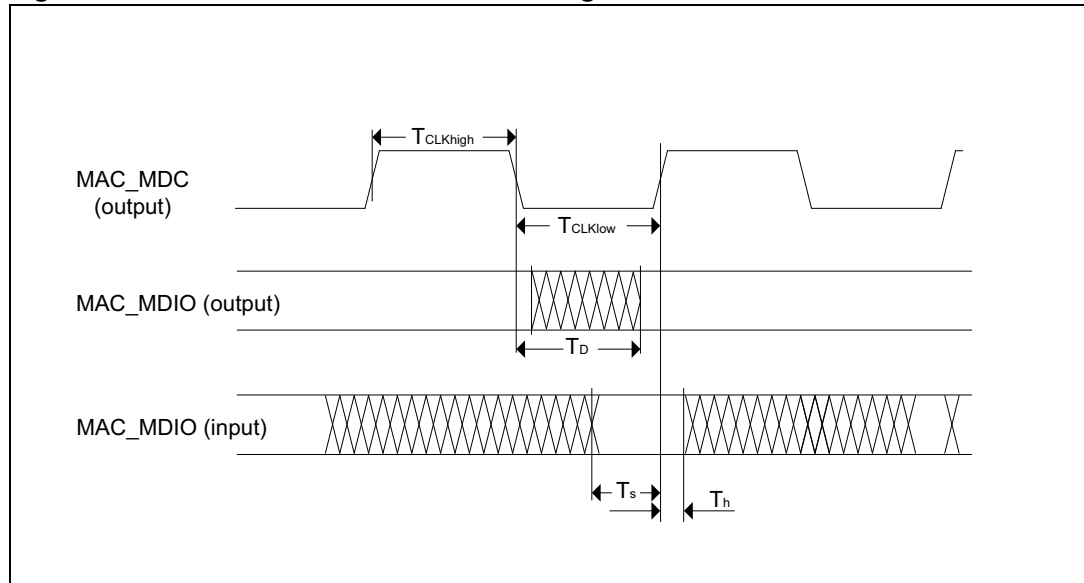 TCLKhigh
MAC_MDC
(output)
TCLKlow
MAC_MDIO (output)
TD
MAC_MDIO (input)
Ts
Th